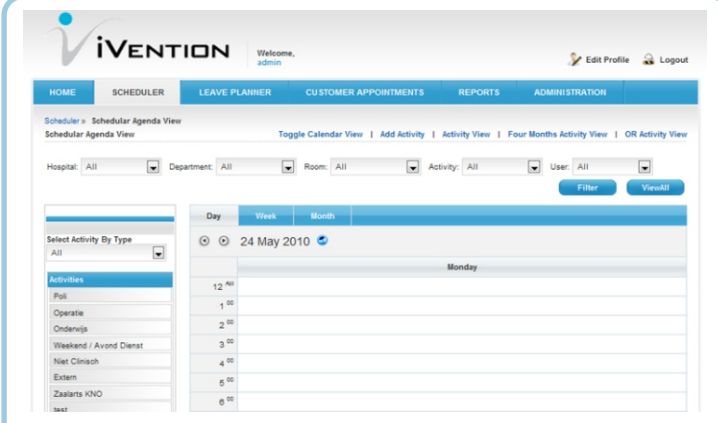 iVENTION
Welcome,
admin
Edit Profile Logout
HOME SCHEDULER LEAVE PLANNER CUSTOMER APPOINTMENTS REPORTS ADMINISTRATION
Scheduler » Schedular Agenda View
Schedular Agenda View Toggle Calendar View | Add Activity | Activity View | Four Months Activity View | OR Activity View
Hospital: All Department: All Room: All Activity: All User: All
Filter ViewAll
Day Week Month
Select Activity By Type
All
24 May 2010
Monday
Activities
Poli
Operatie
Onderwijs
Weekend / Avond Dienst
Niet Clinisch
Extern
Zaalarts KNO
test
12 AM
1 00
2 00
3 00
4 00
5 00
6 00